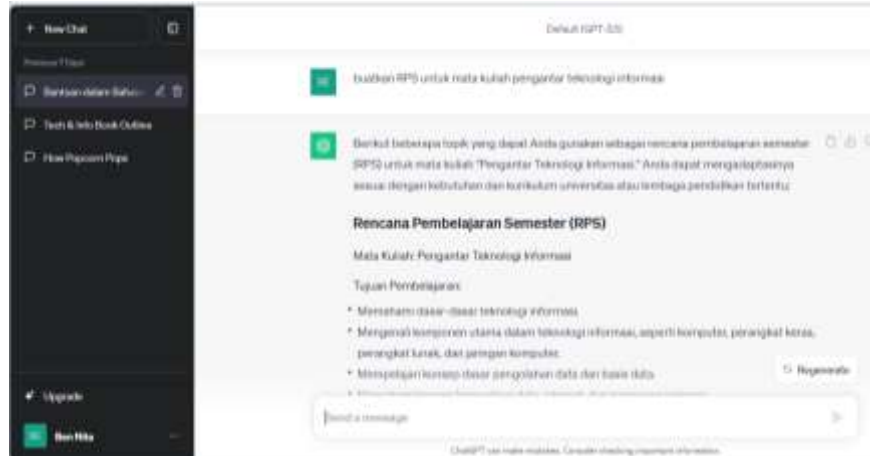 + New Chat
Previous 7 Days
Bantuan dalam Bahas
Tech & Info Book Outline
How Popcorn Pops
Upgrade
Ben Nita
Default (GPT-3.5)
buatkan RPS untuk mata kuliah pengantar teknologi informasi
Berikut beberapa topik yang dapat Anda gunakan sebagai rencana pembelajaran semester
(RPS) untuk mata kuliah "Pengantar Teknologi Informasi." Anda dapat mengadaptasinya
sesuai dengan kebutuhan dan kurikulum universitas atau lembaga pendidikan tertentu:
Rencana Pembelajaran Semester (RPS)
Mata Kuliah: Pengantar Teknologi Informasi
Tujuan Pembelajaran:
• Memahami dasar-dasar teknologi informasi.
• Mengenali komponen utama dalam teknologi informasi, seperti komputer, perangkat keras,
perangkat lunak, dan jaringan komputer.
• Mempelajari konsep dasar pengolahan data dan basis data.
Regenerate
Send a message
ChatGPT can make mistakes. Consider checking important information.